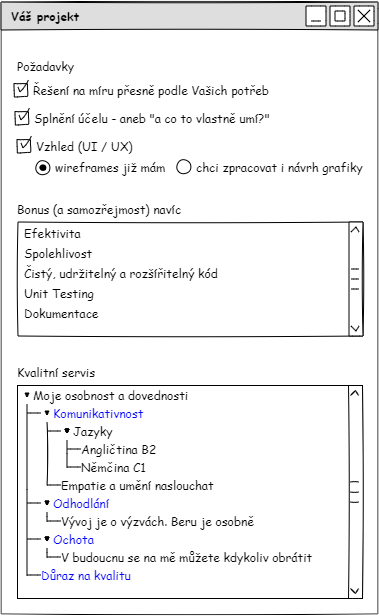 Váš projekt
Požadavky
Řešení na míru přesně podle Vašich potřeb
Splnění účelu - aneb "a co to vlastně umí?"
Vzhled (UI / UX)
wireframes již mám
chci zpracovat i návrh grafiky
Bonus (a samozřejmost) navíc
Efektivita
Spolehlivost
Čistý, udržitelný a rozšířitelný kód
Unit Testing
Dokumentace
Kvalitní servis
Moje osobnost a dovednosti
Komunikativnost
Jazyky
Angličtina B2
Němčina C1
Empatie a umění naslouchat
Odhodlání
Vývoj je o výzvách. Beru je osobně
Ochota
V budoucnu se na mě můžete kdykoliv obrátit
Důraz na kvalitu